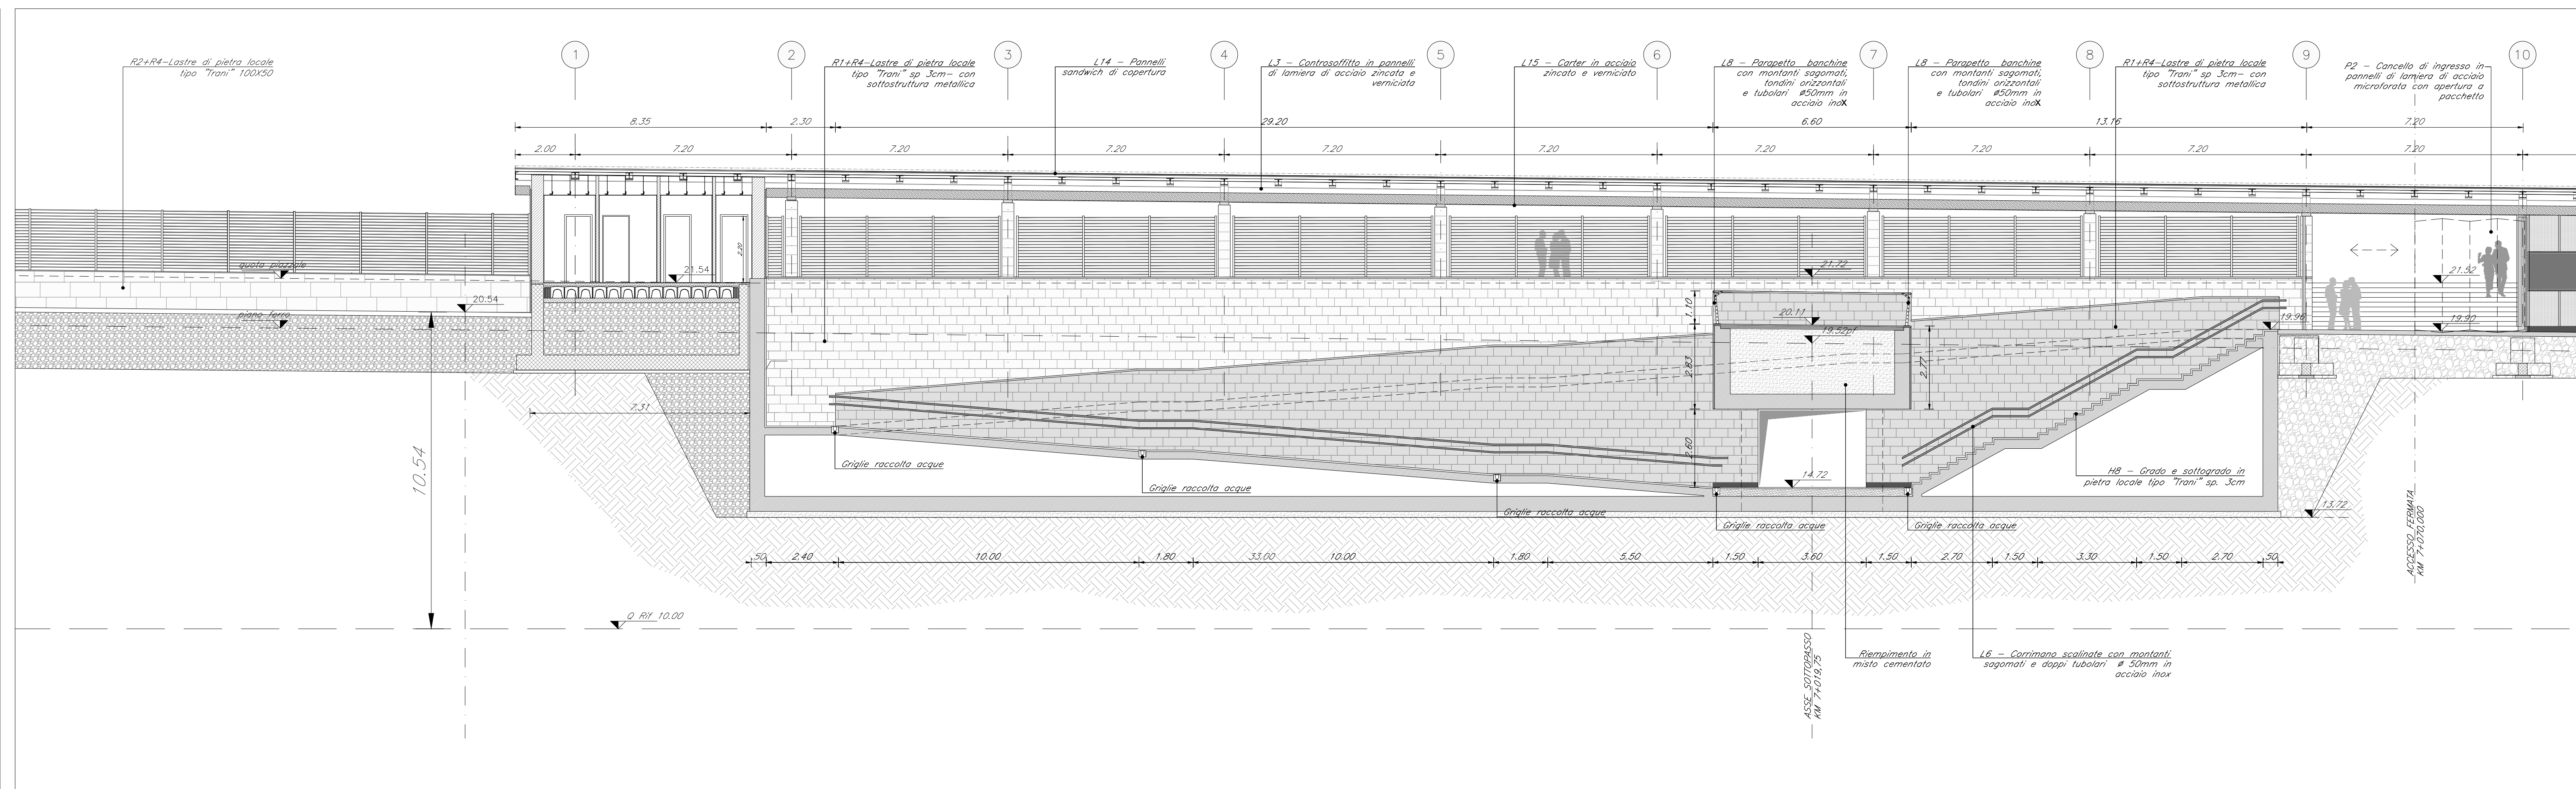 1
2
3
4
5
6
7
8
9
10
R2+R4-Lastre di pietra locale
tipo "Trani" 100X50
R1+R4-Lastre di pietra locale
tipo "Trani" sp 3cm- con
sottostruttura metallica
L14 - Pannelli
sandwich di copertura
L3 - Controsoffitto in pannelli
di lamiera di acciaio zincata e
verniciata
L15 - Carter in acciaio
zincato e verniciato
L8 - Parapetto banchine
con montanti sagomati,
tondini orizzontali
e tubolari Ø50mm in
acciaio inoX
L8 - Parapetto banchine
con montanti sagomati,
tondini orizzontali
e tubolari Ø50mm in
acciaio inoX
R1+R4-Lastre di pietra locale
tipo "Trani" sp 3cm- con
sottostruttura metallica
P2 - Cancello di ingresso in
pannelli di lamiera di acciaio
microforata con apertura a
pacchetto
8.35
2.30
29.20
6.60
13.16
7.20
2.00
7.20
7.20
7.20
7.20
7.20
7.20
7.20
7.20
7.20
2.20
quota piazzale
21.54
21.72
21.52
20.54
piano ferro
1.10
20.11
19.52pf
19.96
19.90
2.83
2.77
7.31
2.60
10.54
14.72
13.72
Griglie raccolta acque
Griglie raccolta acque
Griglie raccolta acque
Griglie raccolta acque
Griglie raccolta acque
H8 - Grado e sottogrado in
pietra locale tipo "Trani" sp. 3cm
ACCESSO FERMATA
KM 7+070,000
.50
2.40
10.00
1.80
33.00
10.00
1.80
5.50
1.50
3.60
1.50
2.70
1.50
3.30
1.50
2.70
.50
Q Rif 10.00
ASSE SOTTOPASSO
KM 7+019,75
Riempimento in
misto cementato
L6 - Corrimano scalinate con montanti
sagomati e doppi tubolari Ø 50mm in
acciaio inox